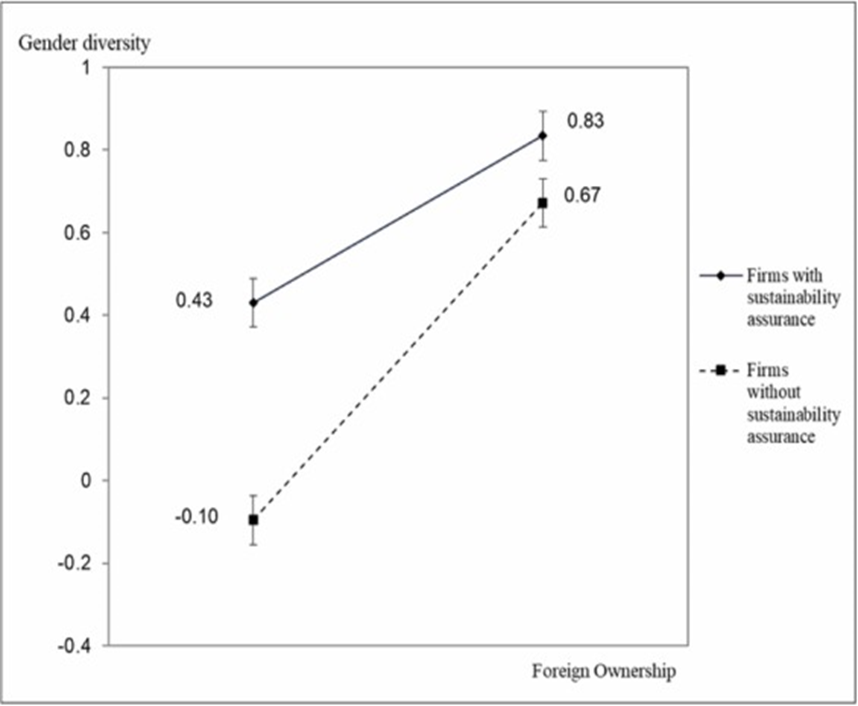 Gender diversity
1
0.8
0.6
0.4
0.2
0
-0.2
-0.4
0.83
0.67
0.43
-0.10
Foreign Ownership
Firms with
sustainability
assurance
Firms
without
sustainability
assurance